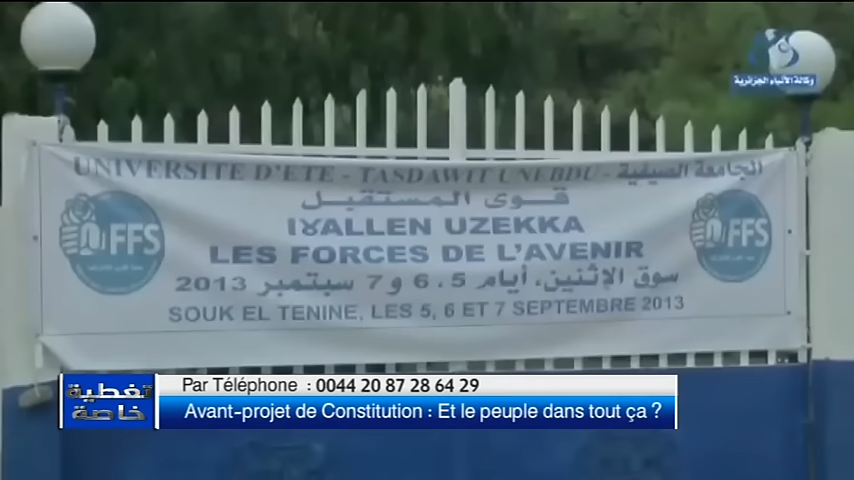 وكالة الأنباء الجزائرية
UNIVERSITE D'ETE - TASDAWIT UNEBDU - الجامعة الصيفية
قوى المستقبل
IƔALLEN UZEKKA
LES FORCES DE L'AVENIR
سوق الإثنين، أيام 5، 6 و 7 سبتمبر 2013
SOUK EL TENINE, LES 5, 6 ET 7 SEPTEMBRE 2013
FFS
FFS
تغطية
خاصة
Par Téléphone : 0044 20 87 28 64 29
Avant-projet de Constitution : Et le peuple dans tout ça ?